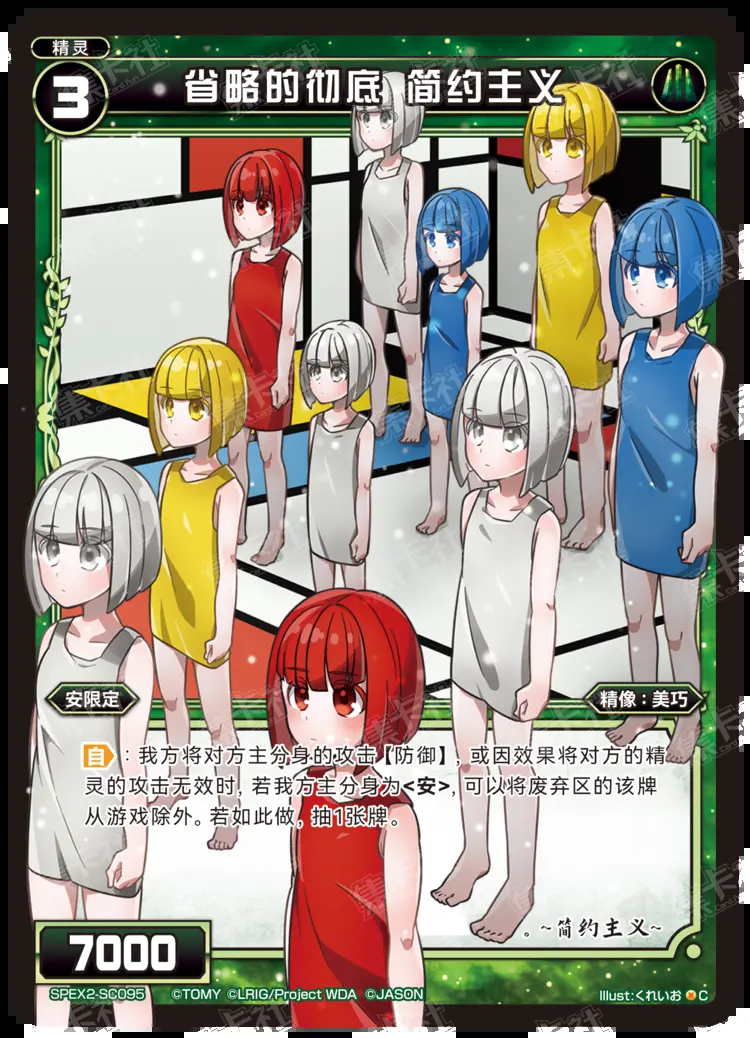 精灵
3
省略的彻底 简约主义
安限定
精像：美巧
自：我方将对方主分身的攻击【防御】，或因效果将对方的精
灵的攻击无效时，若我方主分身为<安>，可以将废弃区的该牌
从游戏除外。若如此做，抽1张牌。
。~简约主义~
7000
SPEX2-SC095 ©TOMY ©LRIG/Project WDA ©JASON
Illust:くれいお C
集卡社